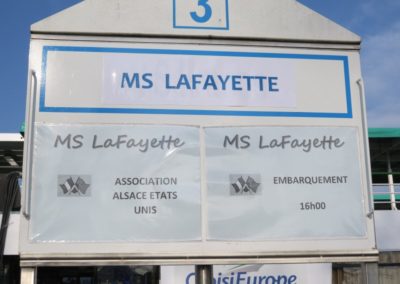 3
MS LAFAYETTE
MS LaFayette
ASSOCIATION
ALSACE ETATS
UNIS
MS LaFayette
EMBARQUEMENT
16h00
CroisiEurope